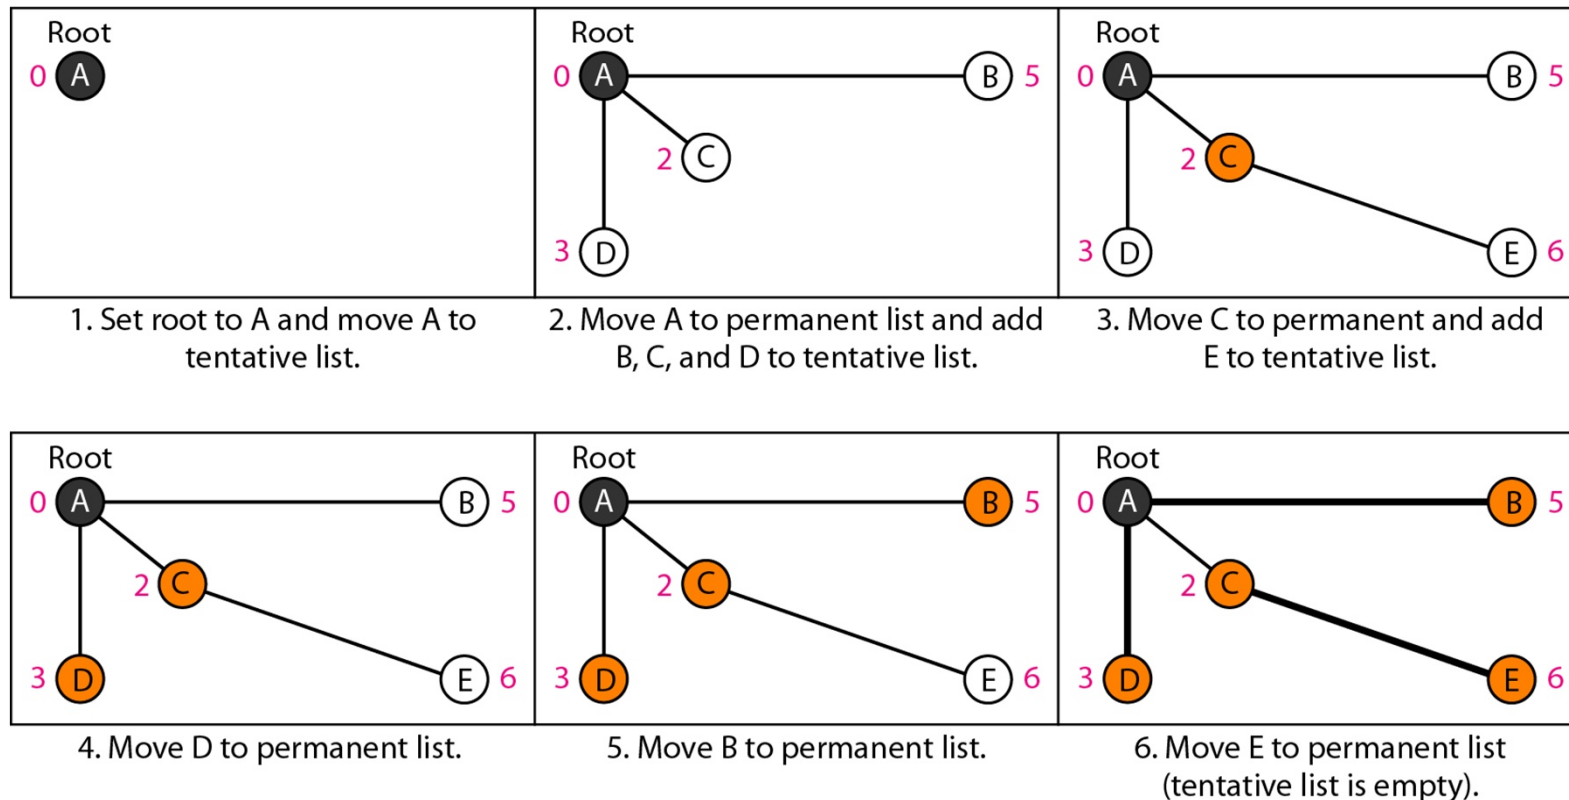 Root
0 A
1. Set root to A and move A to
tentative list.
Root
0 A B 5
2 C
3 D
2. Move A to permanent list and add
B, C, and D to tentative list.
Root
0 A B 5
2 C
3 D E 6
3. Move C to permanent and add
E to tentative list.
Root
0 A B 5
2 C
3 D E 6
4. Move D to permanent list.
Root
0 A B 5
2 C
3 D E 6
5. Move B to permanent list.
Root
0 A B 5
2 C
3 D E 6
6. Move E to permanent list
(tentative list is empty).